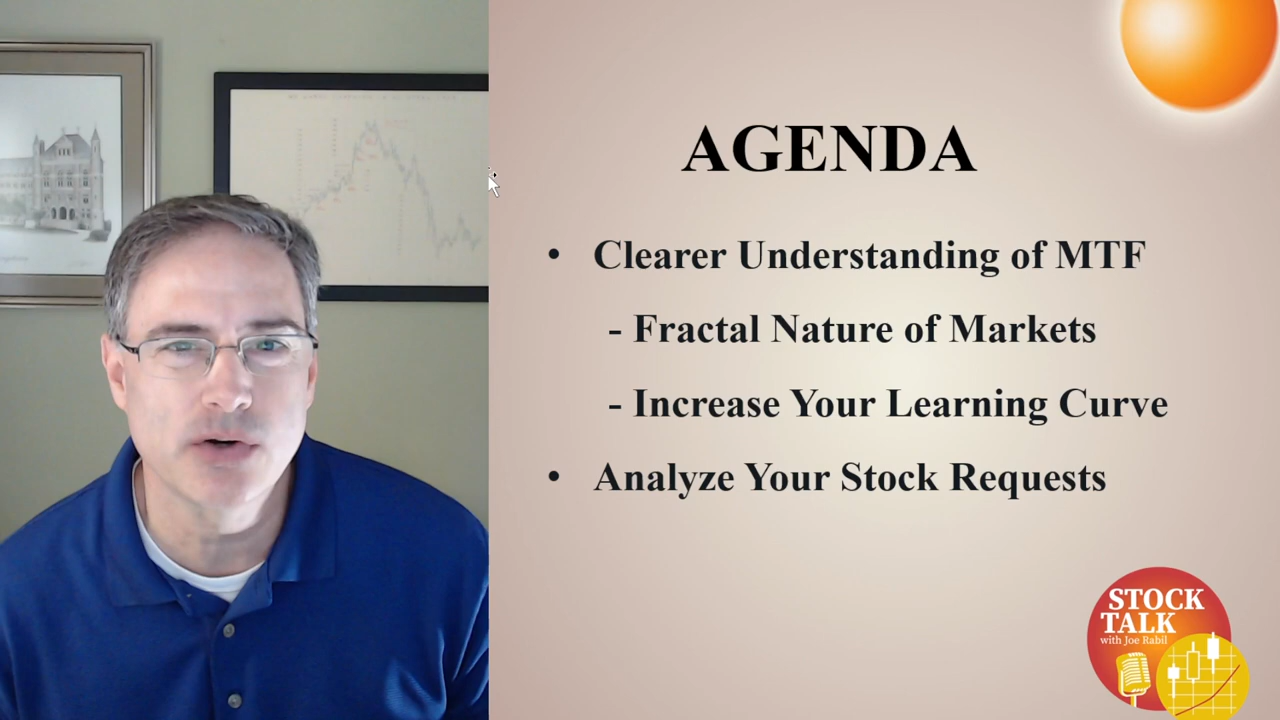 AGENDA
• Clearer Understanding of MTF
- Fractal Nature of Markets
- Increase Your Learning Curve
• Analyze Your Stock Requests
STOCK
TALK
with Joe Rabil